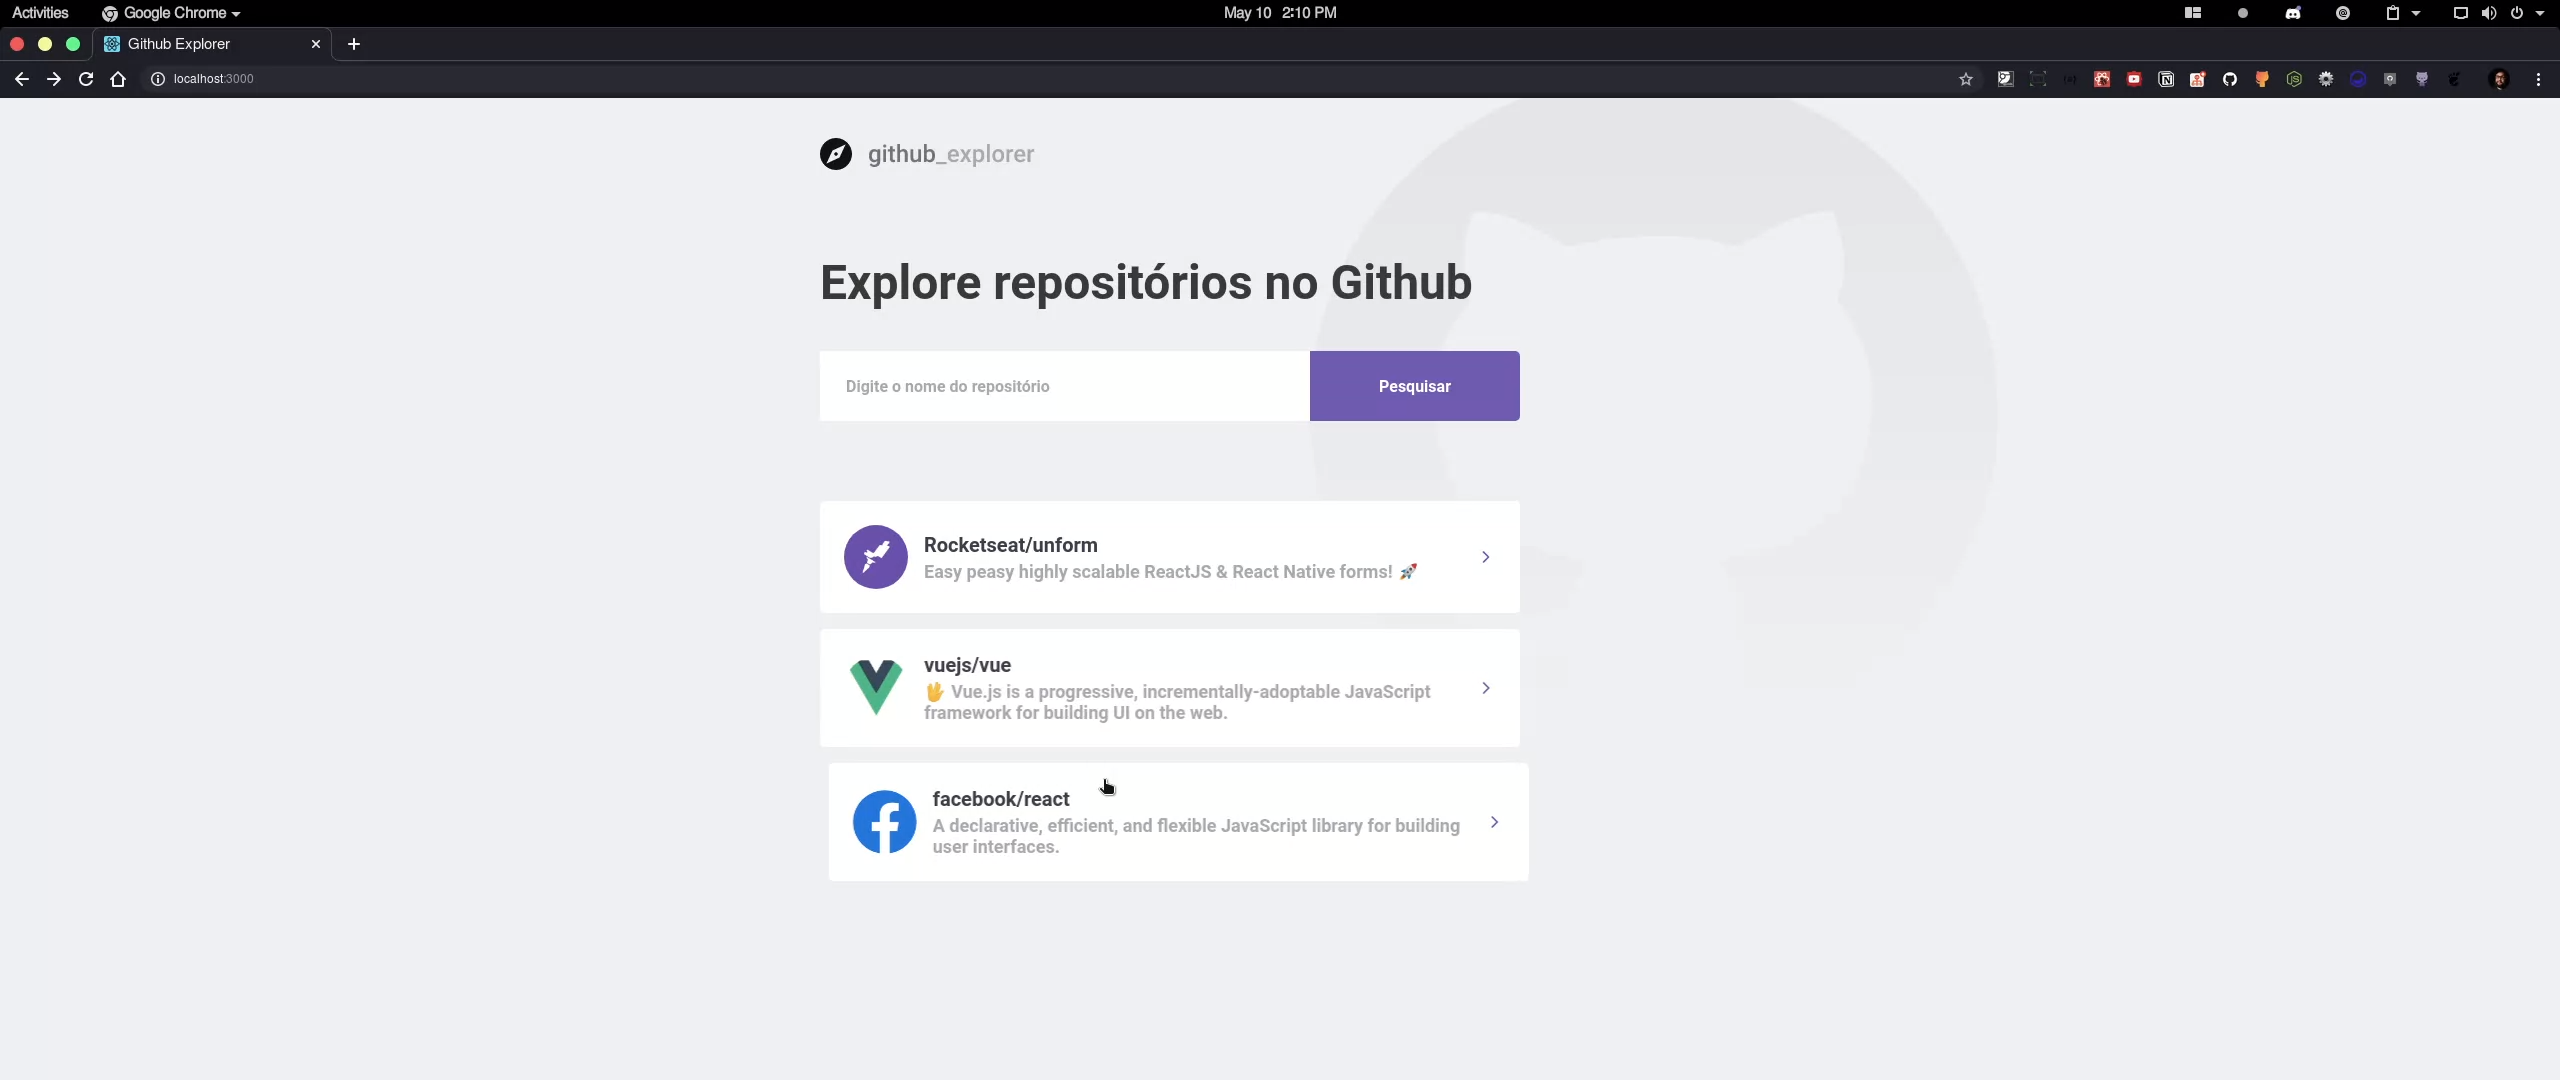 Activities Google Chrome May 10 2:10 PM
Github Explorer
localhost:3000
github_explorer
Explore repositórios no Github
Digite o nome do repositório Pesquisar
Rocketseat/unform
Easy peasy highly scalable ReactJS & React Native forms! 🚀
vuejs/vue
🖖 Vue.js is a progressive, incrementally-adoptable JavaScript
framework for building UI on the web.
facebook/react
A declarative, efficient, and flexible JavaScript library for building
user interfaces.